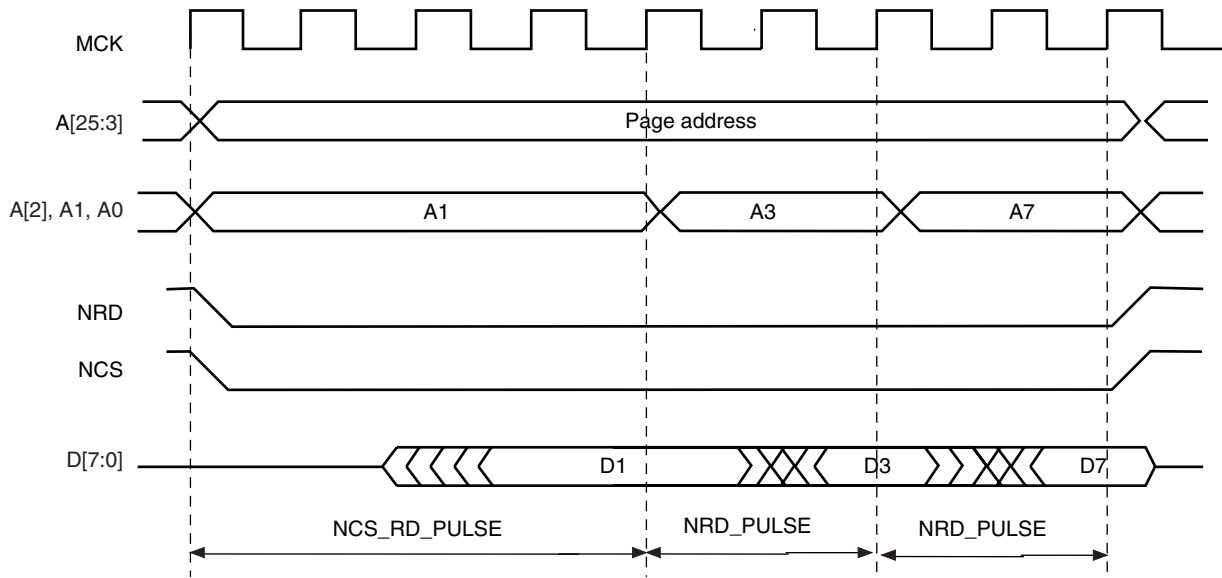 MCK
A[25:3]
Page address
A[2], A1, A0
A1
A3
A7
NRD
NCS
D[7:0]
D1
D3
D7
NCS_RD_PULSE
NRD_PULSE
NRD_PULSE